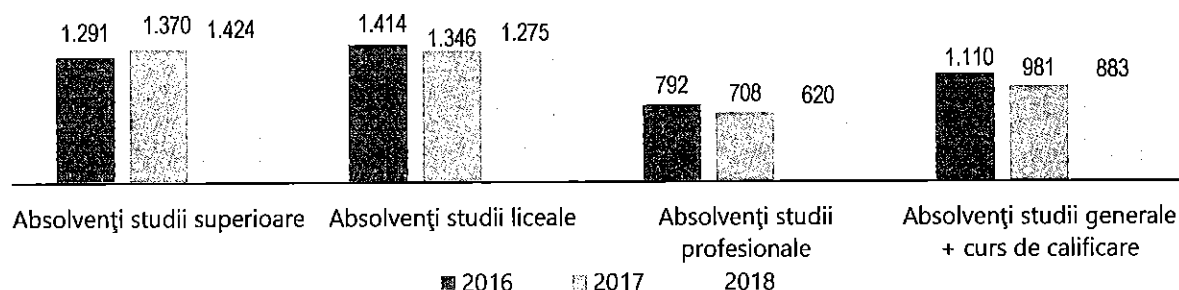 1.291 1.370 1.424 1.414 1.346 1.275 792 708 620 1.110 981 883
Absolvenţi studii superioare Absolvenţi studii liceale Absolvenţi studii Absolvenţi studii generale
profesionale + curs de calificare
2016 2017 2018